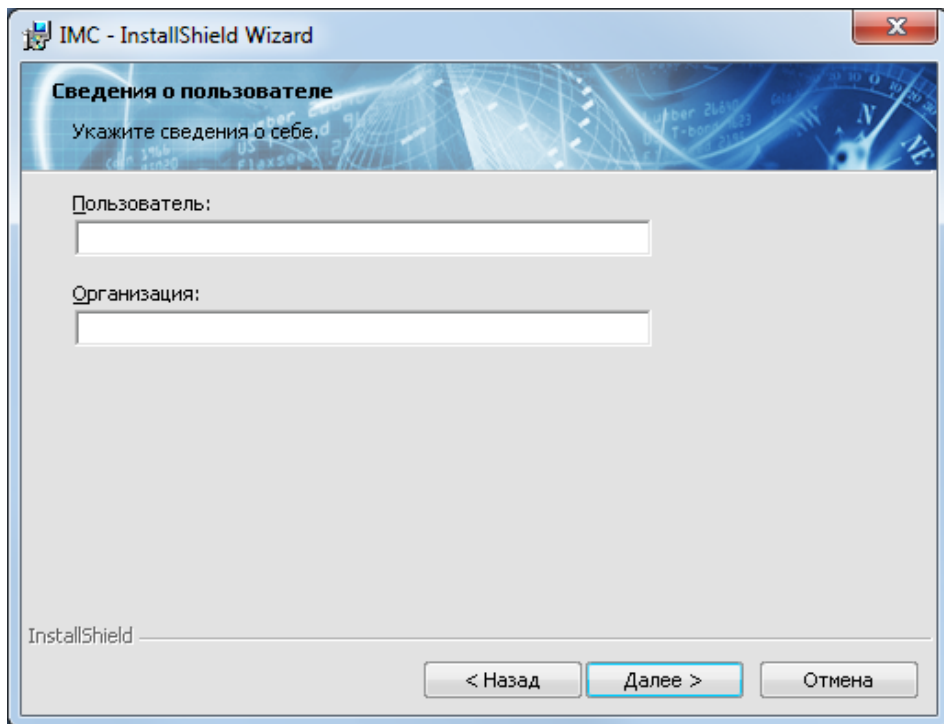 IMC - InstallShield Wizard
Сведения о пользователе
Укажите сведения о себе.
Пользователь:
Организация:
InstallShield
< Назад
Далее >
Отмена